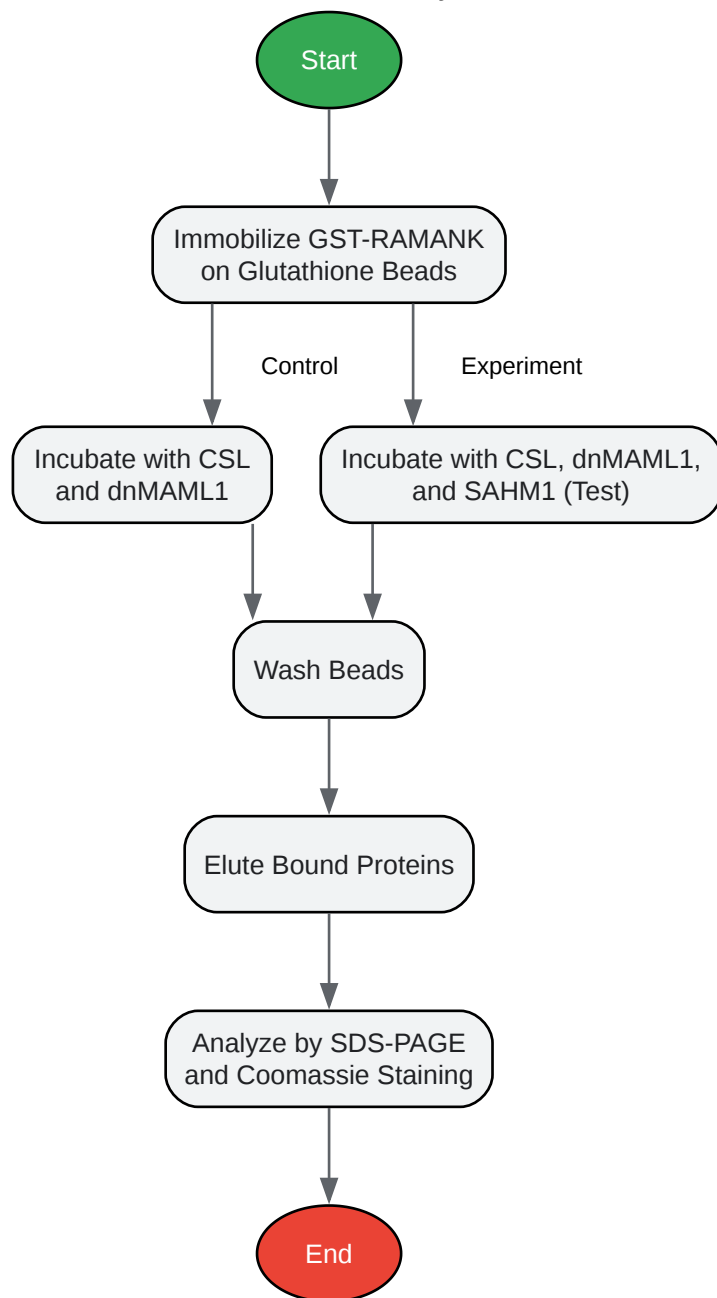 Start
Immobilize GST-RAMANK
on Glutathione Beads
Control
Experiment
Incubate with CSL
and dnMAML1
Incubate with CSL, dnMAML1,
and SAHM1 (Test)
Wash Beads
Elute Bound Proteins
Analyze by SDS-PAGE
and Coomassie Staining
End